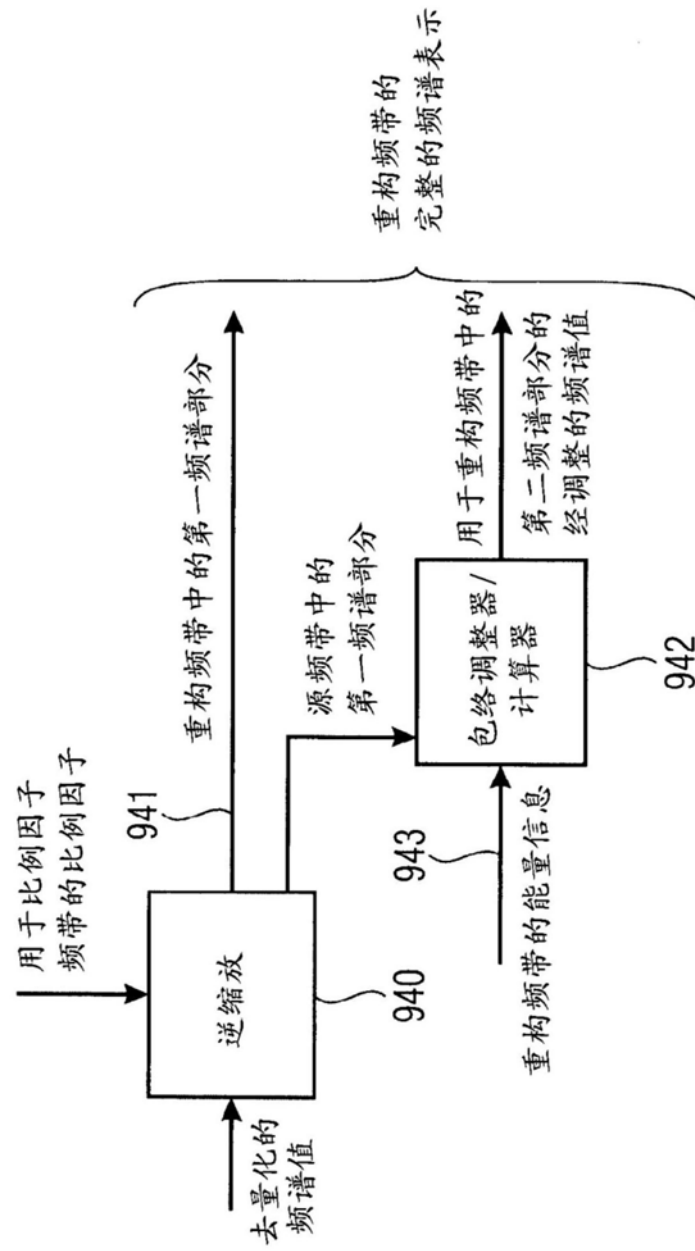 用于比例因子
频带的比例因子
去量化的
频谱值
逆缩放
940
941
重构频带中的第一频谱部分
源频带中的
第一频谱部分
943
重构频带的能量信息
包络调整器/
计算器
942
用于重构频带中的
第二频谱部分的
经调整的频谱值
重构频带的
完整的频谱表示